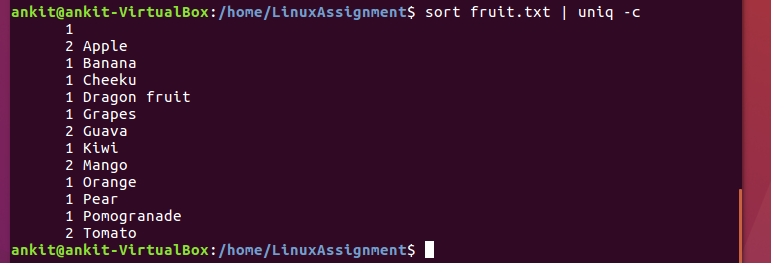 ankit@ankit-VirtualBox:/home/LinuxAssignment$ sort fruit.txt | uniq -c
1
2 Apple
1 Banana
1 Cheeku
1 Dragon fruit
1 Grapes
2 Guava
1 Kiwi
2 Mango
1 Orange
1 Pear
1 Pomogranade
2 Tomato
ankit@ankit-VirtualBox:/home/LinuxAssignment$